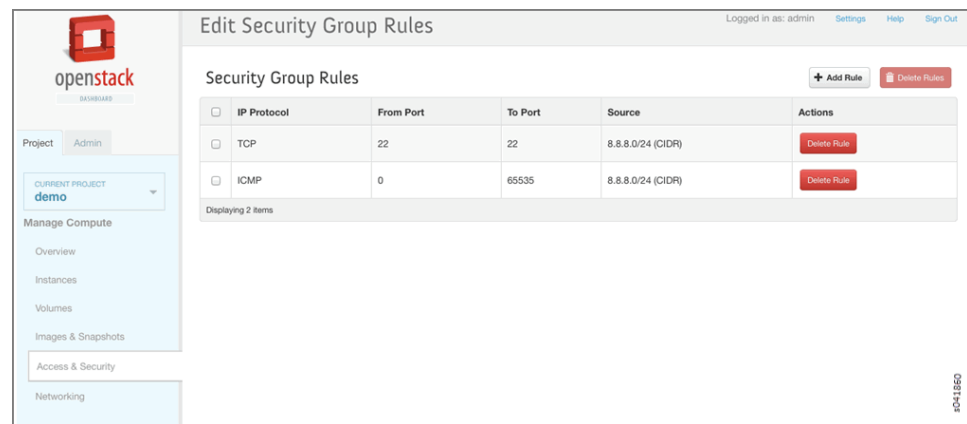 Edit Security Group Rules
Logged in as: admin Settings Help Sign Out
openstack
DASHBOARD
Project Admin
CURRENT PROJECT
demo
Manage Compute
Overview
Instances
Volumes
Images & Snapshots
Access & Security
Networking
Security Group Rules
+ Add Rule Delete Rules
IP Protocol From Port To Port Source Actions
TCP 22 22 8.8.8.0/24 (CIDR) Delete Rule
ICMP 0 65535 8.8.8.0/24 (CIDR) Delete Rule
Displaying 2 items
s041860